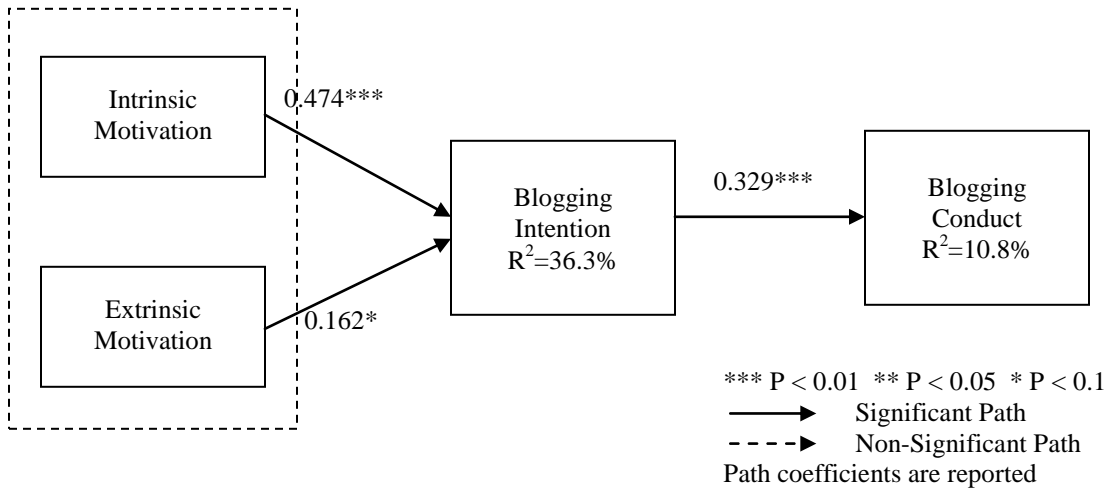 Intrinsic
Motivation
0.474***
Extrinsic
Motivation
0.162*
Blogging
Intention
R²=36.3%
0.329***
Blogging
Conduct
R²=10.8%
*** P < 0.01 ** P < 0.05 * P < 0.1
Significant Path
Non-Significant Path
Path coefficients are reported